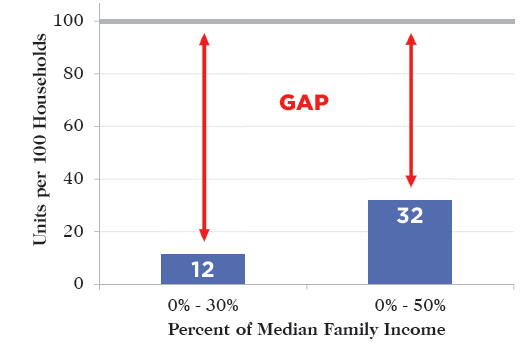 Units per 100 Households
100
80
60
40
20
0
GAP
12
32
0% - 30%
0% - 50%
Percent of Median Family Income